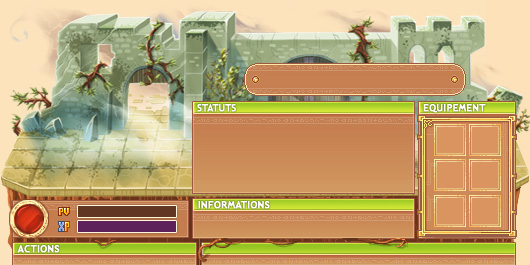 STATUTS
EQUIPEMENT
INFORMATIONS
PV
XP
ACTIONS